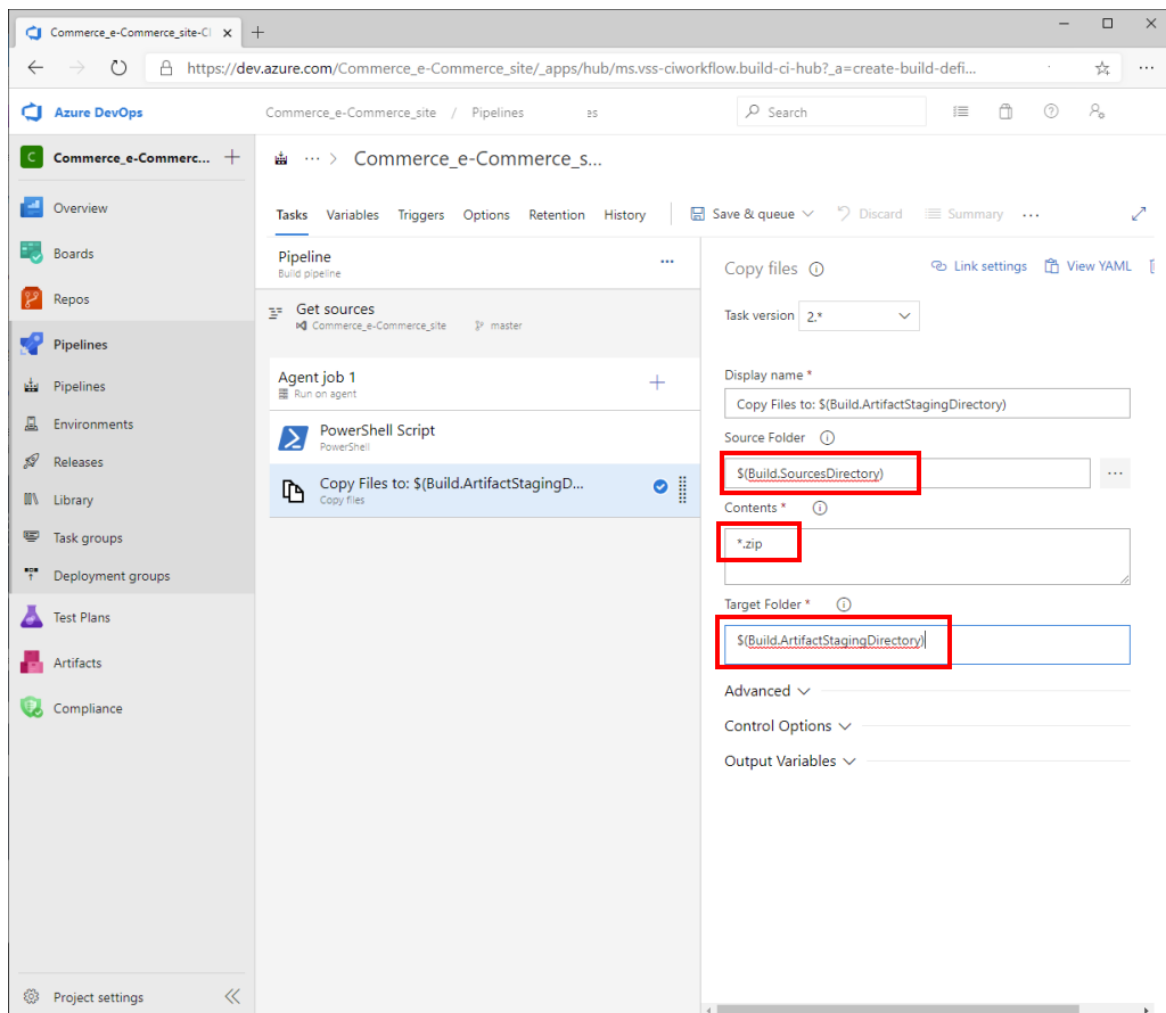 Commerce_e-Commerce_site-CI
https://dev.azure.com/Commerce_e-Commerce_site/_apps/hub/ms.vss-ciworkflow.build-ci-hub?_a=create-build-defi...
Azure DevOps
Commerce_e-Commerce_site / Pipelines es
Search
C Commerce_e-Commerc...
Overview
Boards
Repos
Pipelines
Pipelines
Environments
Releases
Library
Task groups
Deployment groups
Test Plans
Artifacts
Compliance
Project settings
... > Commerce_e-Commerce_s...
Tasks Variables Triggers Options Retention History Save & queue Discard Summary ...
Pipeline
Build pipeline
Get sources
Commerce_e-Commerce_site master
Agent job 1
Run on agent
PowerShell Script
PowerShell
Copy Files to: $(Build.ArtifactStagingD...
Copy files
Copy files Link settings View YAML
Task version 2.*
Display name *
Copy Files to: $(Build.ArtifactStagingDirectory)
Source Folder
$(Build.SourcesDirectory)
Contents *
*.zip
Target Folder *
$(Build.ArtifactStagingDirectory)
Advanced
Control Options
Output Variables